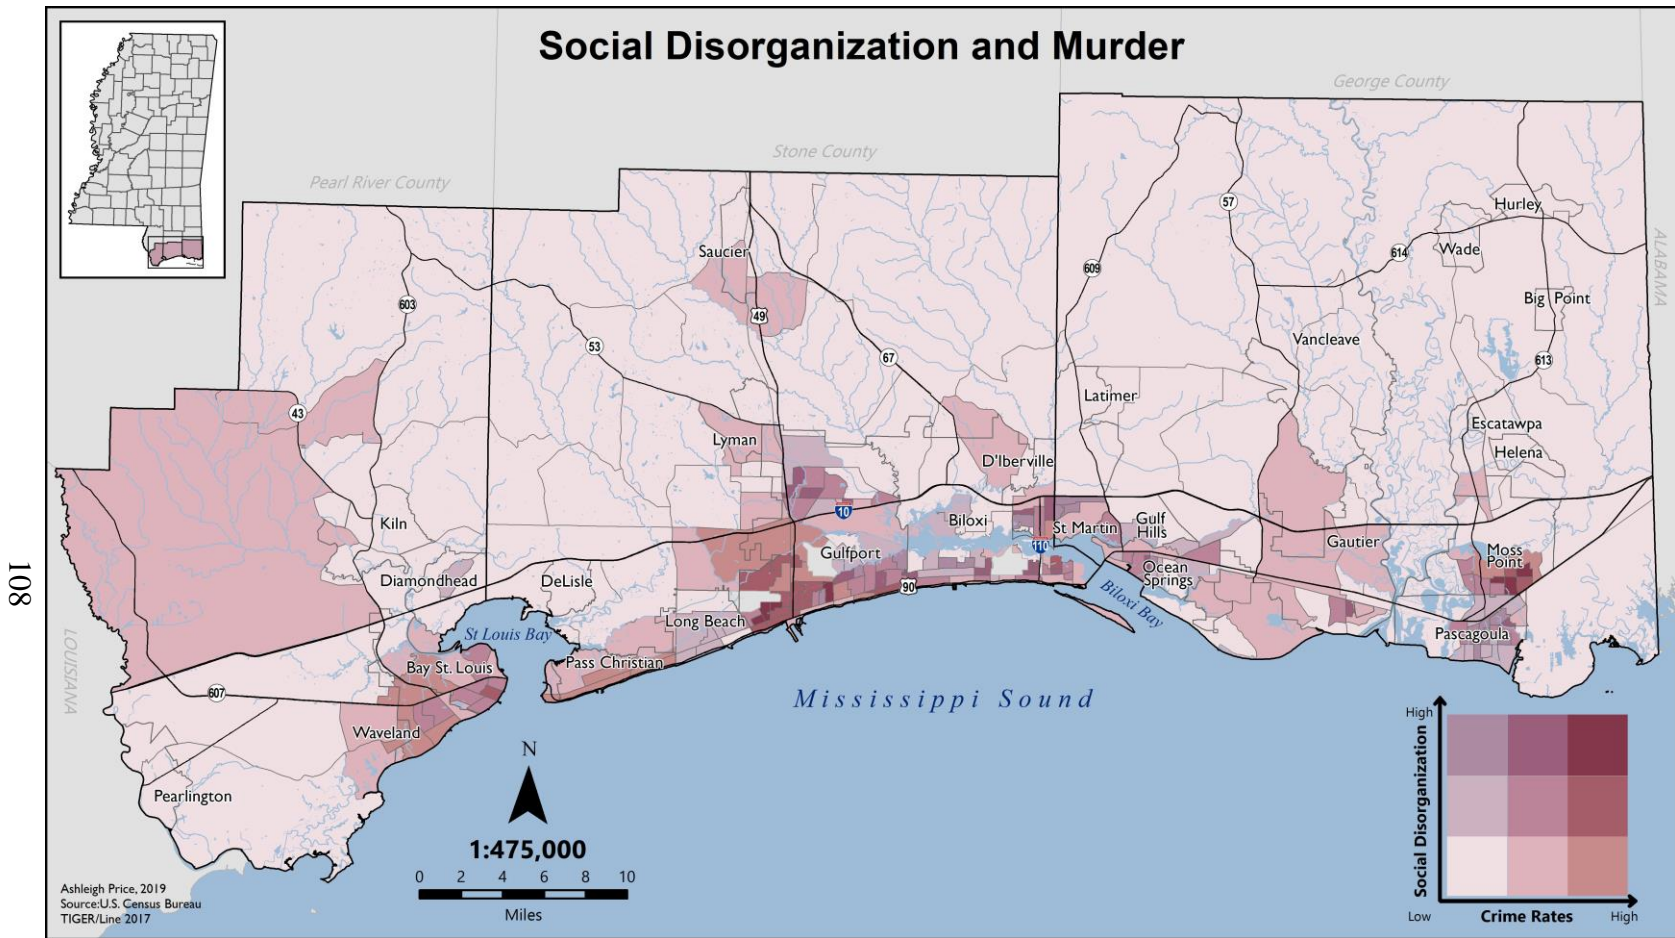 Social Disorganization and Murder
George County
Stone County
Pearl River County
ALABAMA
LOUISIANA
57
Hurley
614
Wade
609
Saucier
603
49
Big Point
Vancleave
53
67
613
Latimer
43
Escatawpa
Lyman
Helena
D'Iberville
10
Kiln
Biloxi
St Martin
Gulf
Hills
110
Gautier
Gulfport
Moss
Point
Diamondhead
DeLisle
Ocean
Springs
90
Biloxi Bay
Long Beach
St Louis Bay
Pascagoula
Pass Christian
Bay St. Louis
607
Mississippi Sound
Waveland
Pearlington
N
1:475,000
0 2 4 6 8 10
Miles
Ashleigh Price, 2019
Source:U.S. Census Bureau
TIGER/Line 2017
High
Social Disorganization
Low
Crime Rates
High
108